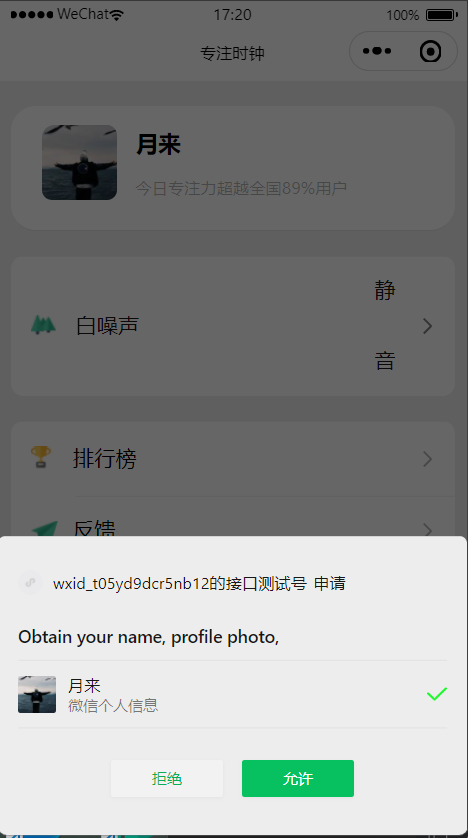 WeChat 17:20 100%
专注时钟
月来
今日专注力超越全国89%用户
白噪声
静
音
排行榜
反馈
wxid_t05yd9dcr5nb12的接口测试号 申请
Obtain your name, profile photo,
月来
微信个人信息
拒绝 允许